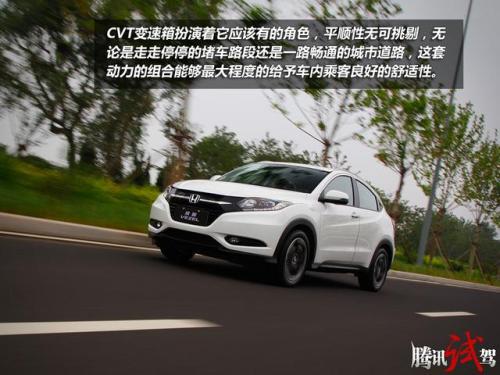 CVT变速箱扮演着它应该有的角色，平顺性无可挑剔，无
论是走走停停的堵车路段还是一路畅通的城市道路，这套
动力的组合能够最大程度的给予车内乘客良好的舒适性。
缤智
VEZEL
腾讯试驾